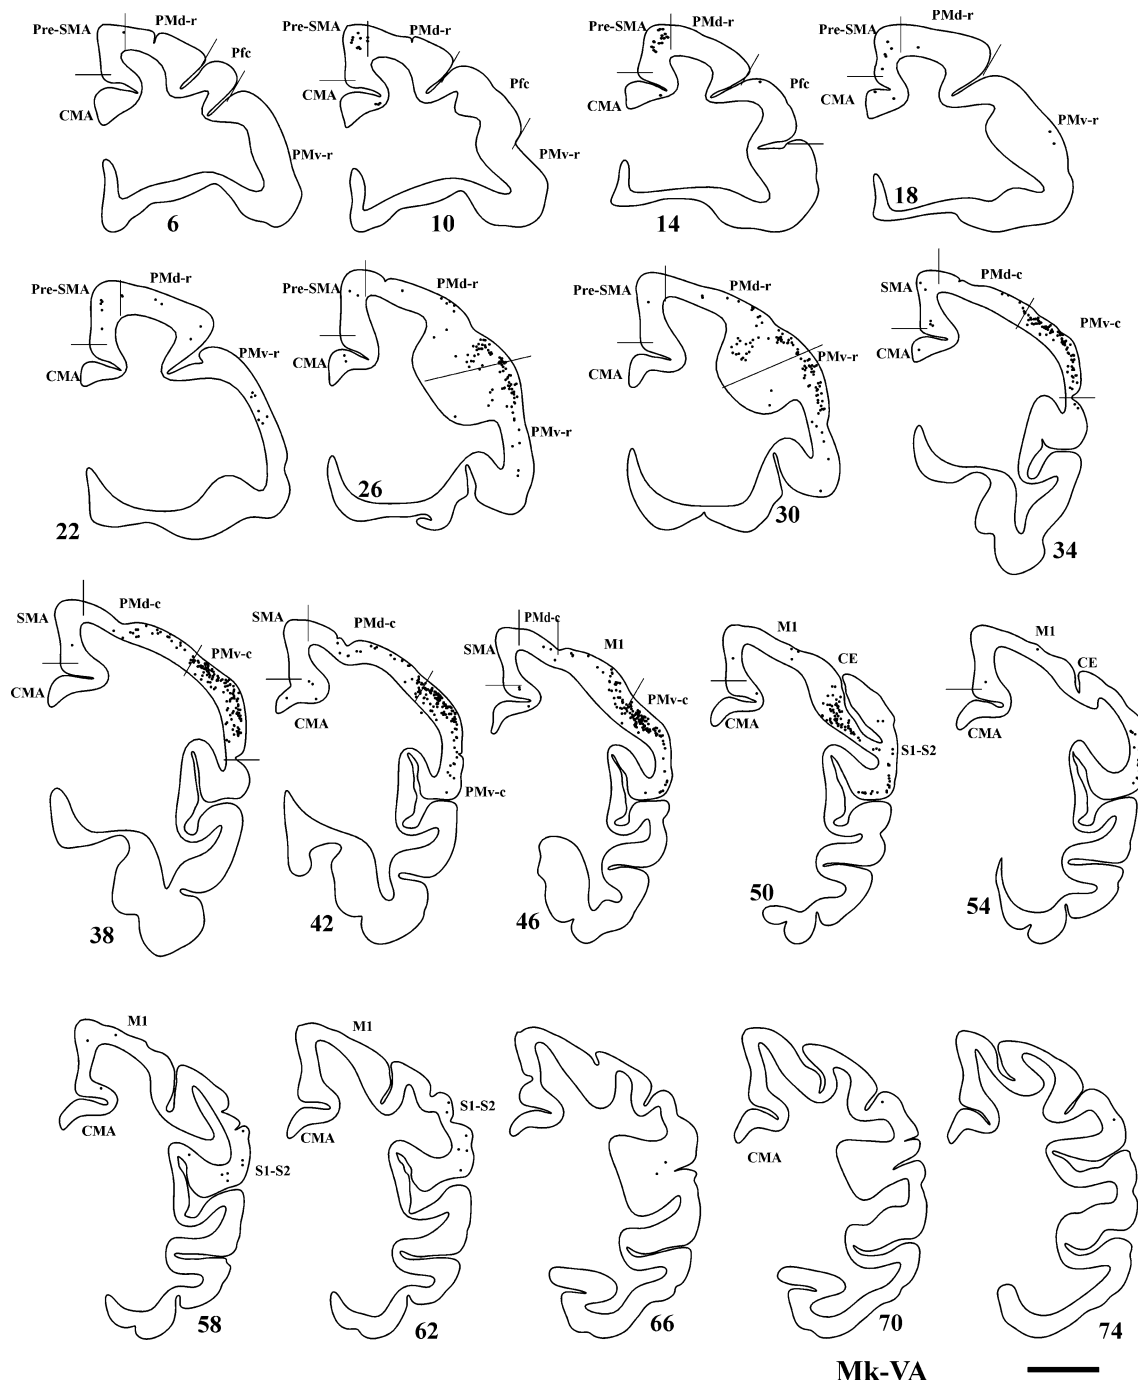 Pre-SMA PMd-r Pfc CMA PMv-r 6
Pre-SMA PMd-r Pfc CMA PMv-r 10
Pre-SMA PMd-r Pfc CMA 14
Pre-SMA PMd-r CMA PMv-r 18
Pre-SMA PMd-r PMv-r CMA 22
Pre-SMA PMd-r CMA PMv-r 26
Pre-SMA PMd-r PMv-r CMA 30
SMA PMd-c PMv-c CMA 34
SMA PMd-c PMv-c CMA 38
SMA PMd-c CMA PMv-c 42
PMd-c SMA M1 PMv-c CMA 46
M1 CE CMA S1-S2 50
M1 CE CMA 54
M1 CMA S1-S2 58
M1 S1-S2 CMA 62
66
CMA 70
74
Mk-VA